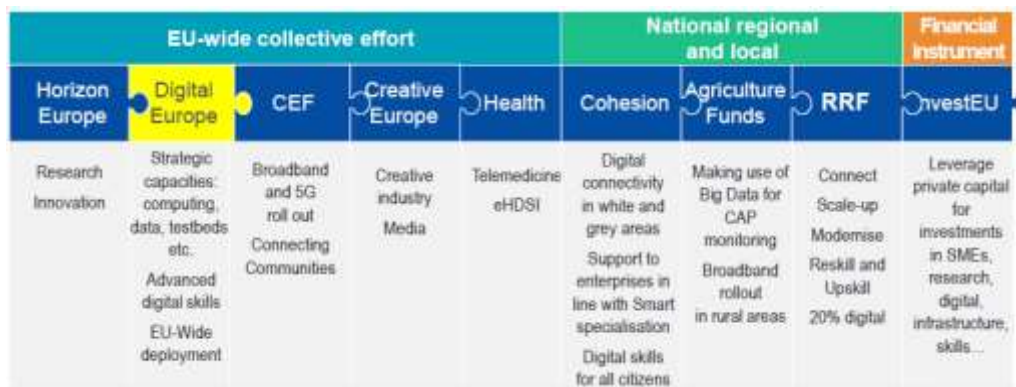 EU-wide collective effort
National regional
and local
Financial
instrument
Horizon
Europe
Digital
Europe
CEF
Creative
Europe
Health
Cohesion
Agriculture
Funds
RRF
InvestEU
Research
Innovation
Strategic
capacities:
computing,
data, testbeds
etc.
Advanced
digital skills
EU-Wide
deployment
Broadband
and 5G
roll out
Connecting
Communities
Creative
industry
Media
Telemedicine
eHDSI
Digital
connectivity
in white and
grey areas
Support to
enterprises in
line with Smart
specialisation
Digital skills
for all citizens
Making use of
Big Data for
CAP
monitoring
Broadband
rollout
in rural areas
Connect
Scale-up
Modernise
Reskill and
Upskill
20% digital
Leverage
private capital
for
investments
in SMEs,
research,
digital,
infrastructure,
skills...